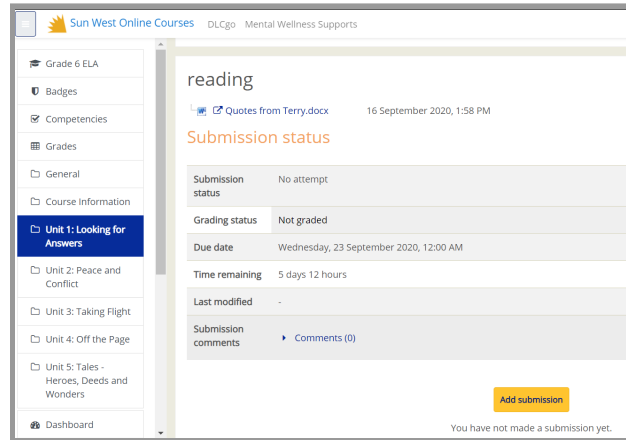 Sun West Online Courses DLCgo Mental Wellness Supports
Grade 6 ELA
Badges
Competencies
Grades
General
Course Information
Unit 1: Looking for
Answers
Unit 2: Peace and
Conflict
Unit 3: Taking Flight
Unit 4: Off the Page
Unit 5: Tales -
Heroes, Deeds and
Wonders
Dashboard
reading
Quotes from Terry.docx 16 September 2020, 1:58 PM
Submission status
Submission
status
No attempt
Grading status Not graded
Due date Wednesday, 23 September 2020, 12:00 AM
Time remaining 5 days 12 hours
Last modified -
Submission
comments
Comments (0)
Add submission
You have not made a submission yet.